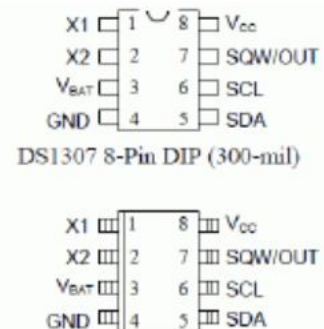 X1 1 8 Vcc
X2 2 7 SQW/OUT
VBAT 3 6 SCL
GND 4 5 SDA
DS1307 8-Pin DIP (300-mil)
X1 1 8 Vcc
X2 2 7 SQW/OUT
VBAT 3 6 SCL
GND 4 5 SDA